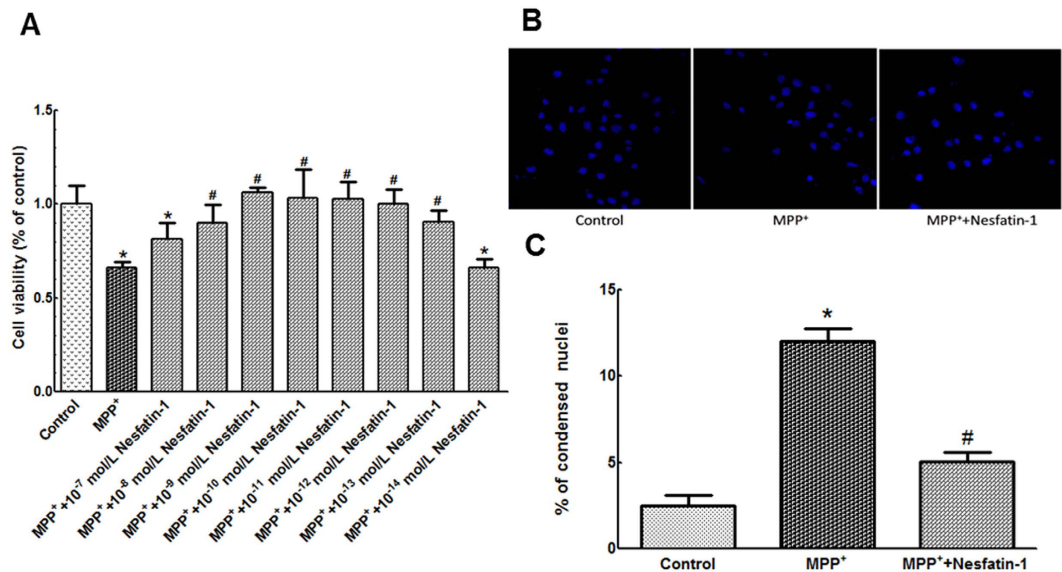 A
Cell viability (% of control)
1.5
1.0
0.5
0.0
*
*
#
#
#
#
#
#
*
Control
MPP⁺
MPP⁺ +10⁻⁷ mol/L Nesfatin-1
MPP⁺ +10⁻⁸ mol/L Nesfatin-1
MPP⁺ +10⁻⁹ mol/L Nesfatin-1
MPP⁺ +10⁻¹⁰ mol/L Nesfatin-1
MPP⁺ +10⁻¹¹ mol/L Nesfatin-1
MPP⁺ +10⁻¹² mol/L Nesfatin-1
MPP⁺ +10⁻¹³ mol/L Nesfatin-1
MPP⁺ +10⁻¹⁴ mol/L Nesfatin-1
B
Control
MPP⁺
MPP⁺+Nesfatin-1
C
% of condensed nuclei
15
10
5
0
*
#
Control
MPP⁺
MPP⁺+Nesfatin-1